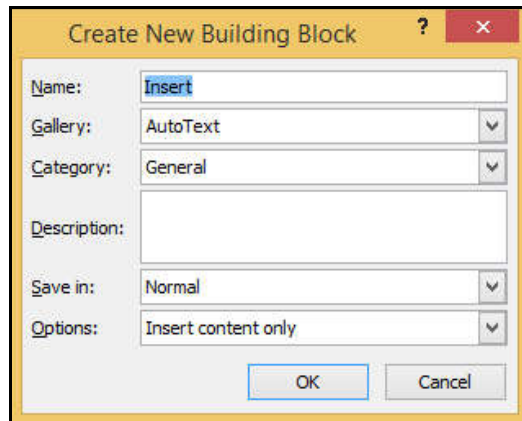 Create New Building Block ? ×
Name: Insert
Gallery: AutoText
Category: General
Description:
Save in: Normal
Options: Insert content only
OK Cancel